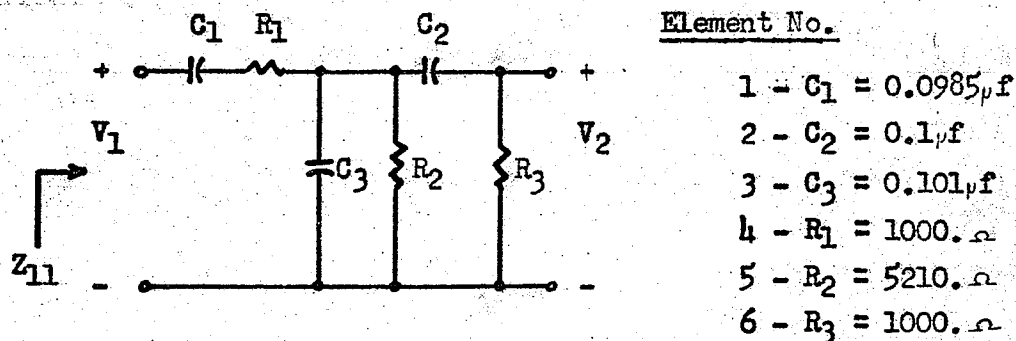 C1 R1 C2
+ +
V1 V2
C3 R2 R3
Z11
- -
Element No.
1 - C1 = 0.0985μf
2 - C2 = 0.1μf
3 - C3 = 0.101μf
4 - R1 = 1000. Ω
5 - R2 = 5210. Ω
6 - R3 = 1000. Ω